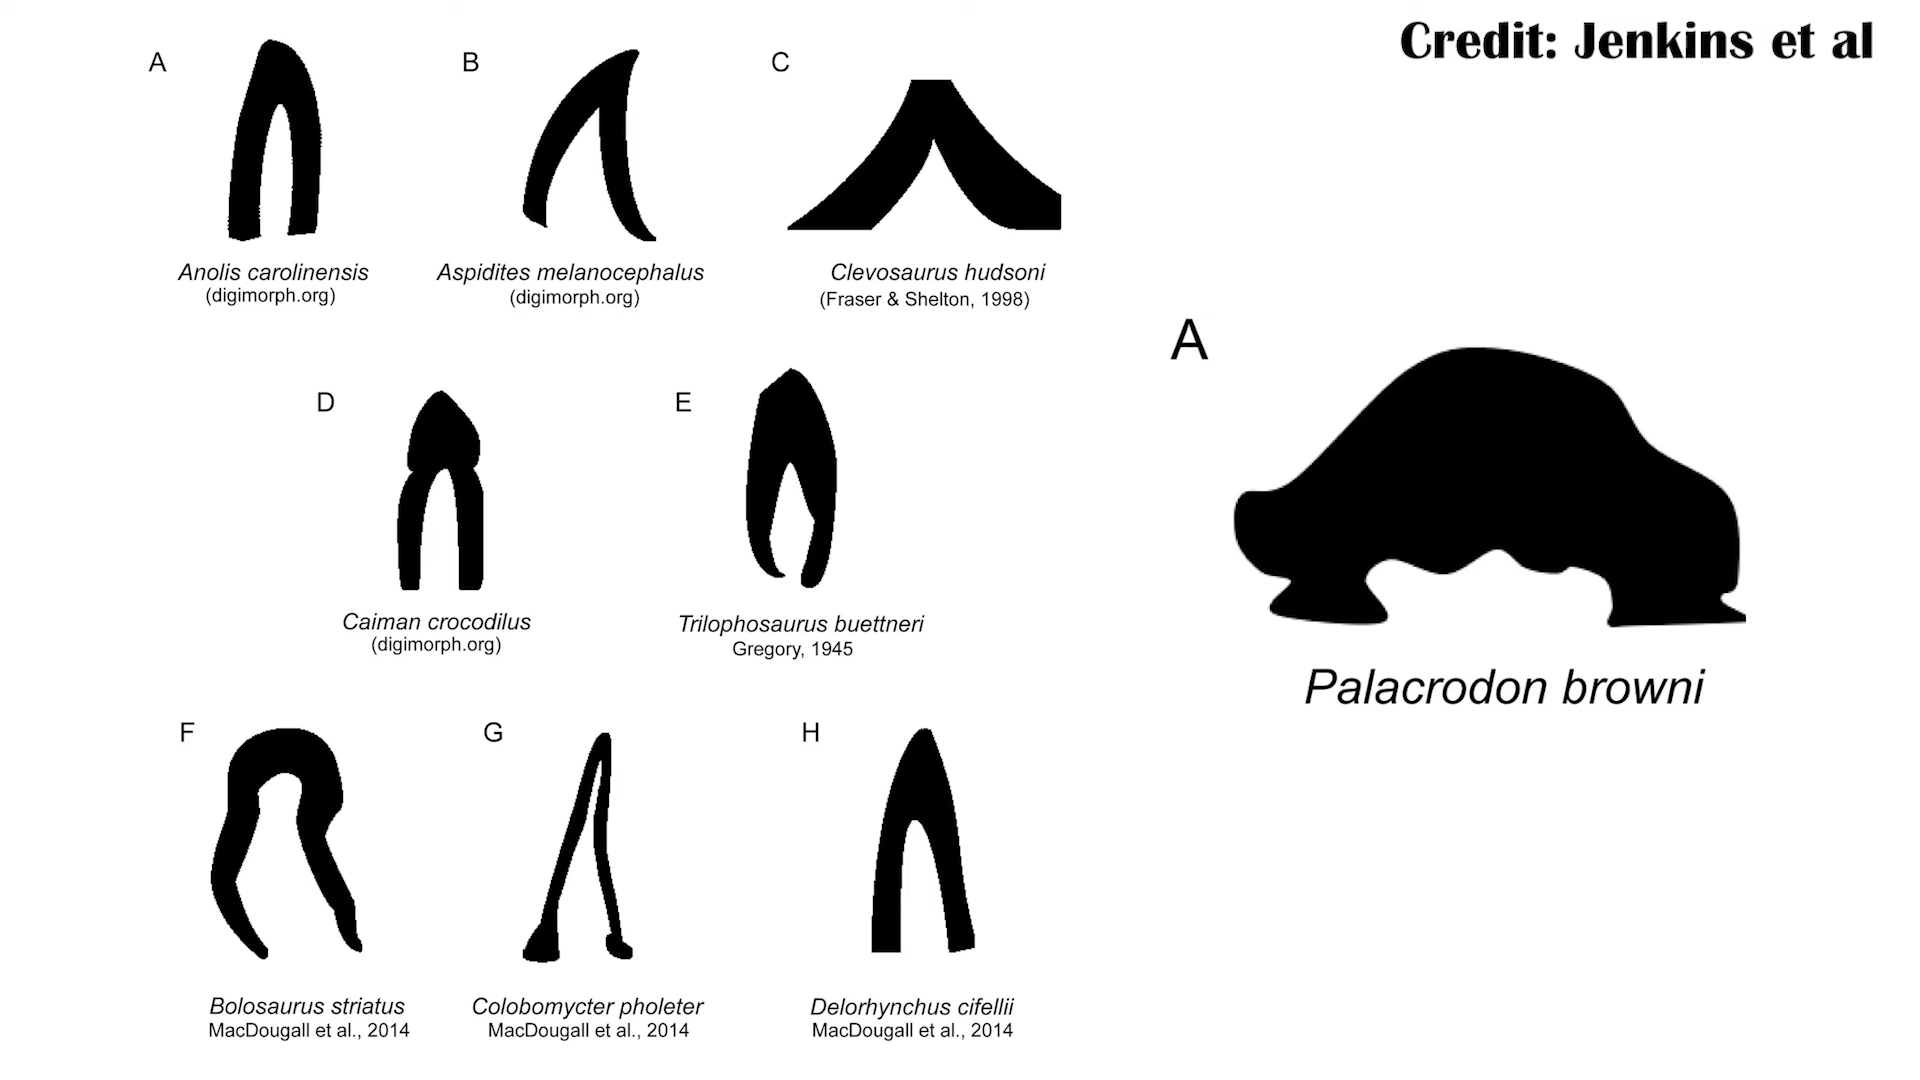 Credit: Jenkins et al
A
B
C
Anolis carolinensis
(digimorph.org)
Aspidites melanocephalus
(digimorph.org)
Clevosaurus hudsoni
(Fraser & Shelton, 1998)
D
E
Caiman crocodilus
(digimorph.org)
Trilophosaurus buettneri
Gregory, 1945
F
G
H
Bolosaurus striatus
MacDougall et al., 2014
Colobomycter pholeter
MacDougall et al., 2014
Delorhynchus cifellii
MacDougall et al., 2014
A
Palacrodon browni